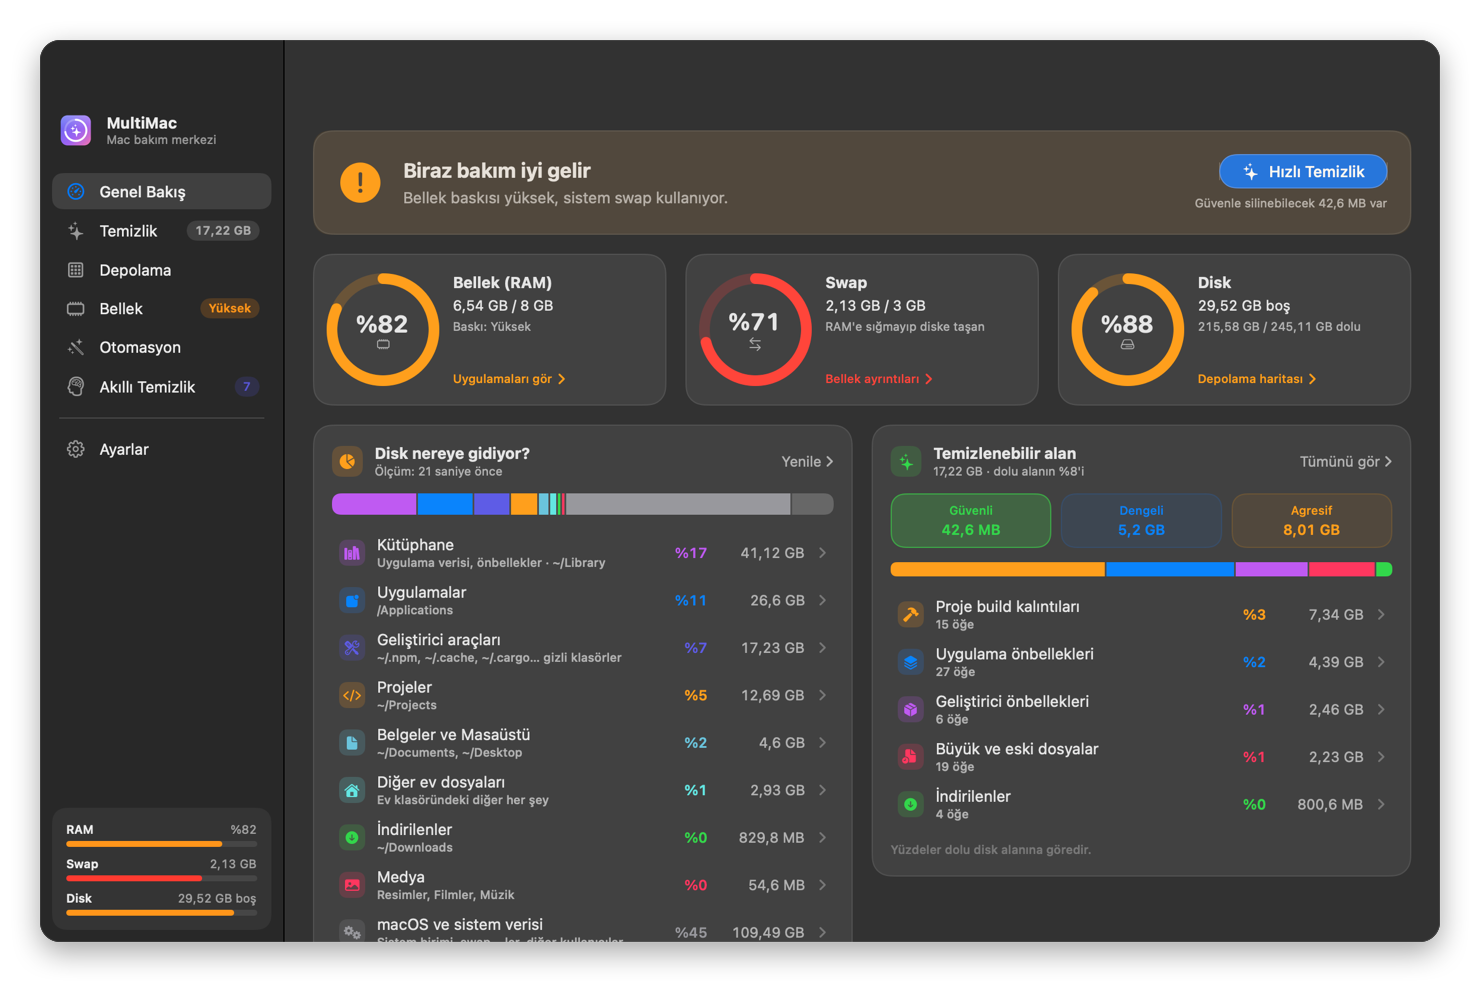 MultiMac
Mac bakım merkezi
Genel Bakış
Temizlik 17,22 GB
Depolama
Bellek Yüksek
Otomasyon
Akıllı Temizlik 7
Ayarlar
RAM %82
Swap 2,13 GB
Disk 29,52 GB boş
Biraz bakım iyi gelir
Bellek baskısı yüksek, sistem swap kullanıyor.
Hızlı Temizlik
Güvenle silinebilecek 42,6 MB var
%82
Bellek (RAM)
6,54 GB / 8 GB
Baskı: Yüksek
Uygulamaları gör
%71
Swap
2,13 GB / 3 GB
RAM'e sığmayıp diske taşan
Bellek ayrıntıları
%88
Disk
29,52 GB boş
215,58 GB / 245,11 GB dolu
Depolama haritası
Disk nereye gidiyor?
Ölçüm: 21 saniye önce
Yenile
Kütüphane %17 41,12 GB
Uygulama verisi, önbellekler · ~/Library
Uygulamalar %11 26,6 GB
/Applications
Geliştirici araçları %7 17,23 GB
~/.npm, ~/.cache, ~/.cargo... gizli klasörler
Projeler %5 12,69 GB
~/Projects
Belgeler ve Masaüstü %2 4,6 GB
~/Documents, ~/Desktop
Diğer ev dosyaları %1 2,93 GB
Ev klasöründeki diğer her şey
İndirilenler %0 829,8 MB
~/Downloads
Medya %0 54,6 MB
Resimler, Filmler, Müzik
macOS ve sistem verisi %45 109,49 GB
Temizlenebilir alan
17,22 GB · dolu alanın %8'i
Tümünü gör
Güvenli
42,6 MB
Dengeli
5,2 GB
Agresif
8,01 GB
Proje build kalıntıları %3 7,34 GB
15 öğe
Uygulama önbellekleri %2 4,39 GB
27 öğe
Geliştirici önbellekleri %1 2,46 GB
6 öğe
Büyük ve eski dosyalar %1 2,23 GB
19 öğe
İndirilenler %0 800,6 MB
4 öğe
Yüzdeler dolu disk alanına göredir.